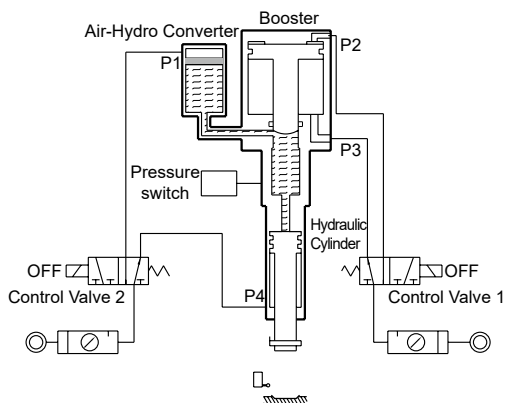 Booster
Air-Hydro Converter
P1
P2
P3
Pressure
switch
Hydraulic
Cylinder
OFF
OFF
P4
Control Valve 2
Control Valve 1